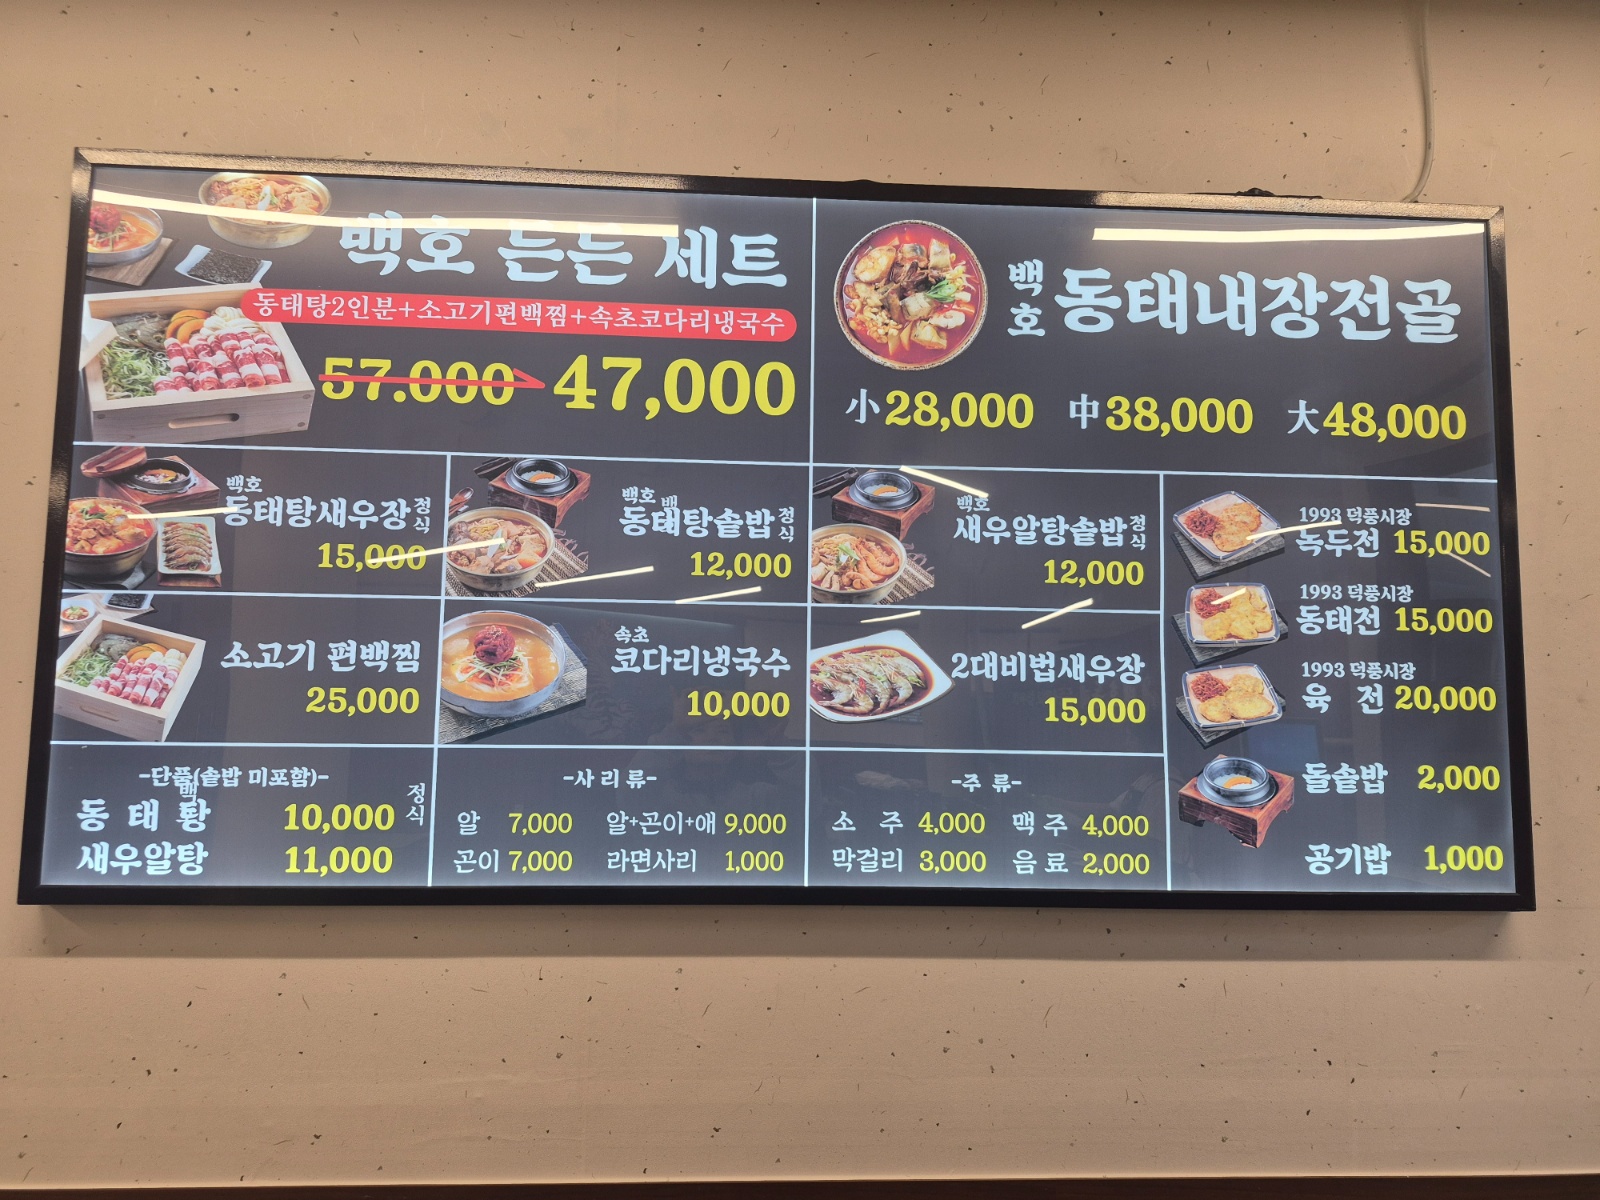 백호 든든 세트
동태탕2인분+소고기편백찜+속초코다리냉국수
57.000 47,000
백호 동태내장전골
小 28,000 中 38,000 大 48,000
백호
동태탕새우장 정식
15,000
백호 백
동태탕솥밥 정식
12,000
백호
새우알탕솥밥 정식
12,000
소고기 편백찜
25,000
속초
코다리냉국수
10,000
2대비법새우장
15,000
1993 덕풍시장
녹두전 15,000
1993 덕풍시장
동태전 15,000
1993 덕풍시장
육 전 20,000
돌솥밥 2,000
공기밥 1,000
-단품(솥밥 미포함)-
백 정식
동 태 탕 10,000
새우알탕 11,000
-사 리 류-
알 7,000 알+곤이+애 9,000
곤이 7,000 라면사리 1,000
-주 류-
소 주 4,000 맥 주 4,000
막걸리 3,000 음 료 2,000